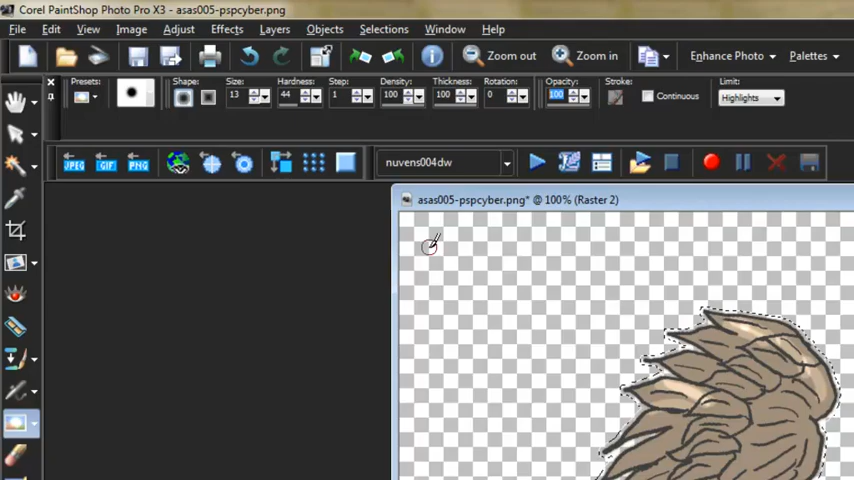 Corel PaintShop Photo Pro X3 - asas005-pspcyber.png
File Edit View Image Adjust Effects Layers Objects Selections Window Help
Zoom out Zoom in Enhance Photo Palettes
Presets: Shape: Size: Hardness: Step: Density: Thickness: Rotation: Opacity: Stroke: Limit:
13 44 1 100 100 0 100 Continuous Highlights
JPEG GIF PNG nuvens004dw
asas005-pspcyber.png* @ 100% (Raster 2)